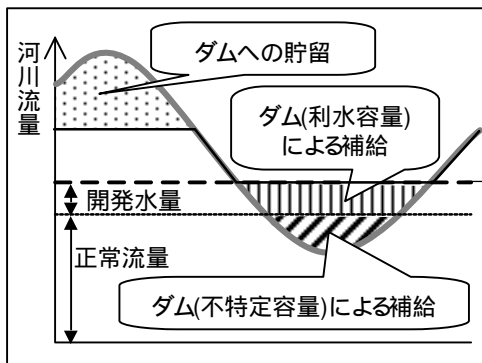 河川流量
ダムへの貯留
ダム(利水容量)
による補給
開発水量
正常流量
ダム(不特定容量)による補給